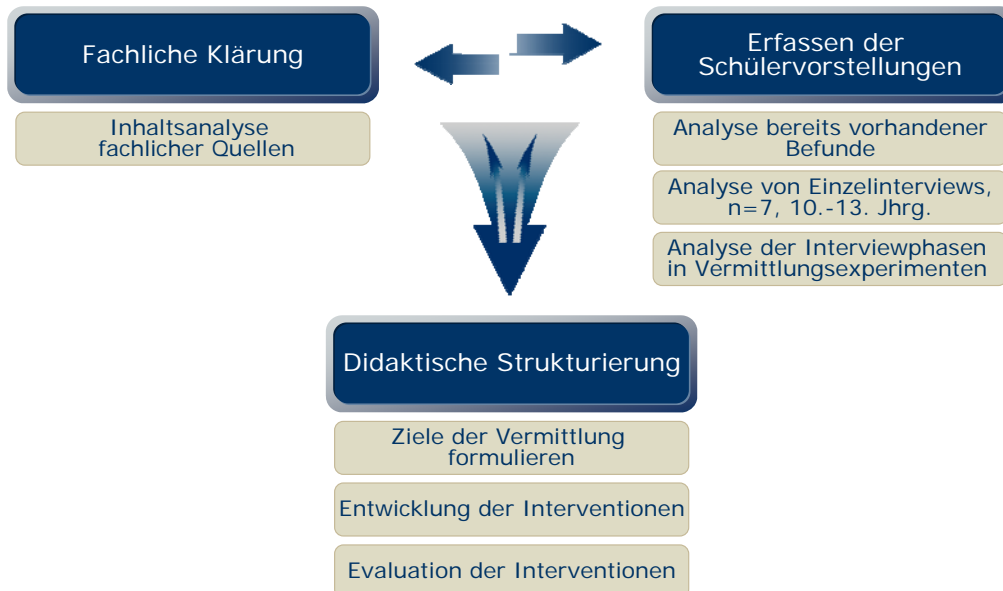 Fachliche Klärung
Inhaltsanalyse
fachlicher Quellen
Erfassen der
Schülervorstellungen
Analyse bereits vorhandener
Befunde
Analyse von Einzelinterviews,
n=7, 10.-13. Jhrg.
Analyse der Interviewphasen
in Vermittlungsexperimenten
Didaktische Strukturierung
Ziele der Vermittlung
formulieren
Entwicklung der Interventionen
Evaluation der Interventionen